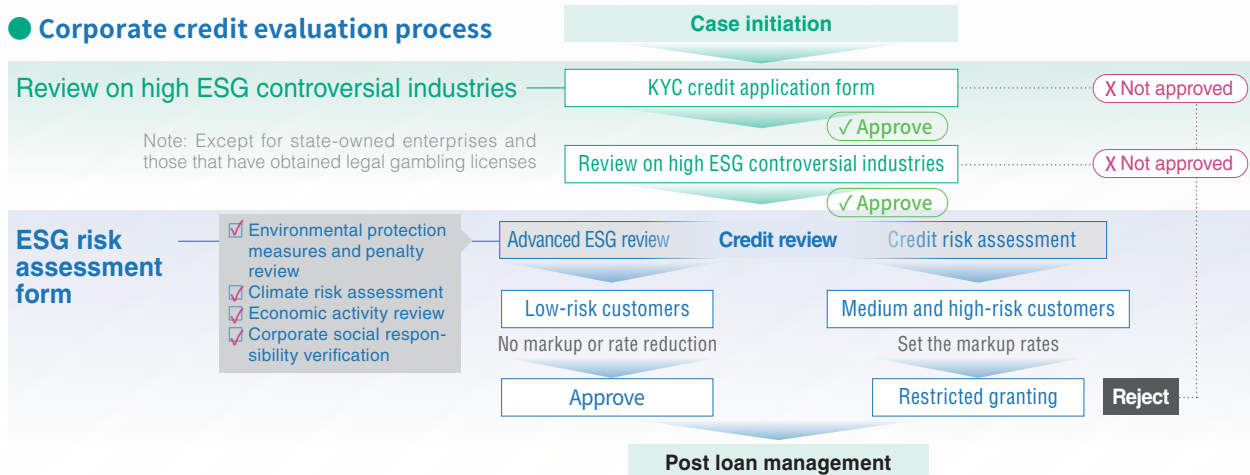 Corporate credit evaluation process
Case initiation
Review on high ESG controversial industries
KYC credit application form
X Not approved
✓ Approve
Note: Except for state-owned enterprises and
those that have obtained legal gambling licenses
Review on high ESG controversial industries
X Not approved
✓ Approve
ESG risk
assessment
form
Environmental protection
measures and penalty
review
Climate risk assessment
Economic activity review
Corporate social respon-
sibility verification
Advanced ESG review
Credit review
Credit risk assessment
Low-risk customers
Medium and high-risk customers
No markup or rate reduction
Set the markup rates
Approve
Restricted granting
Reject
Post loan management